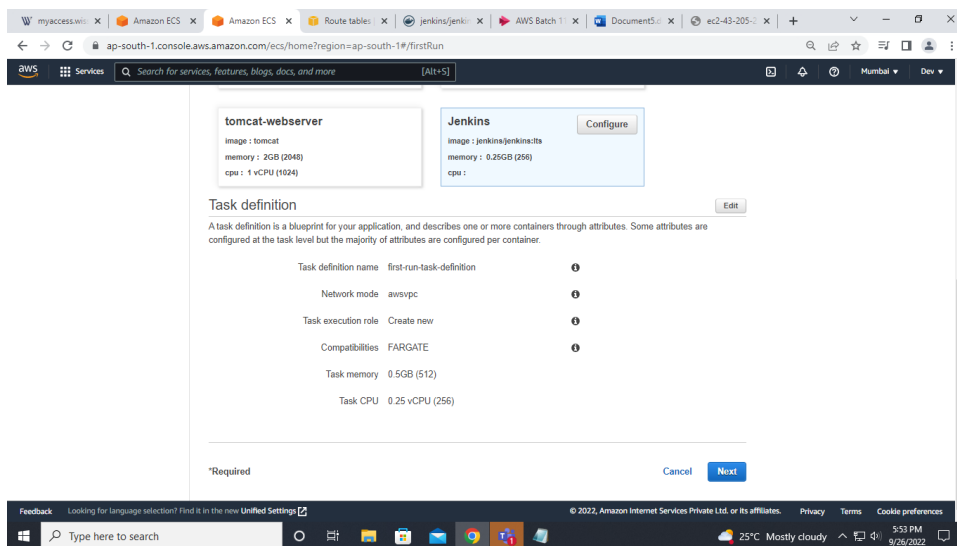 myaccess.wi
Amazon ECS
Amazon ECS
Route tables
jenkins/jenki
AWS Batch 1
Document5.d
ec2-43-205-2
ap-south-1.console.aws.amazon.com/ecs/home?region=ap-south-1#/firstRun
aws
Services
Search for services, features, blogs, docs, and more
[Alt+S]
Mumbai
Dev
tomcat-webserver
image : tomcat
memory : 2GB (2048)
cpu : 1 vCPU (1024)
Jenkins
Configure
image : jenkins/jenkins:lts
memory : 0.25GB (256)
cpu :
Task definition
Edit
A task definition is a blueprint for your application, and describes one or more containers through attributes. Some attributes are
configured at the task level but the majority of attributes are configured per container.
Task definition name first-run-task-definition
Network mode awsvpc
Task execution role Create new
Compatibilities FARGATE
Task memory 0.5GB (512)
Task CPU 0.25 vCPU (256)
*Required
Cancel
Next
Feedback
Looking for language selection? Find it in the new Unified Settings
© 2022, Amazon Internet Services Private Ltd. or its affiliates.
Privacy
Terms
Cookie preferences
Type here to search
25°C Mostly cloudy
5:53 PM
9/26/2022